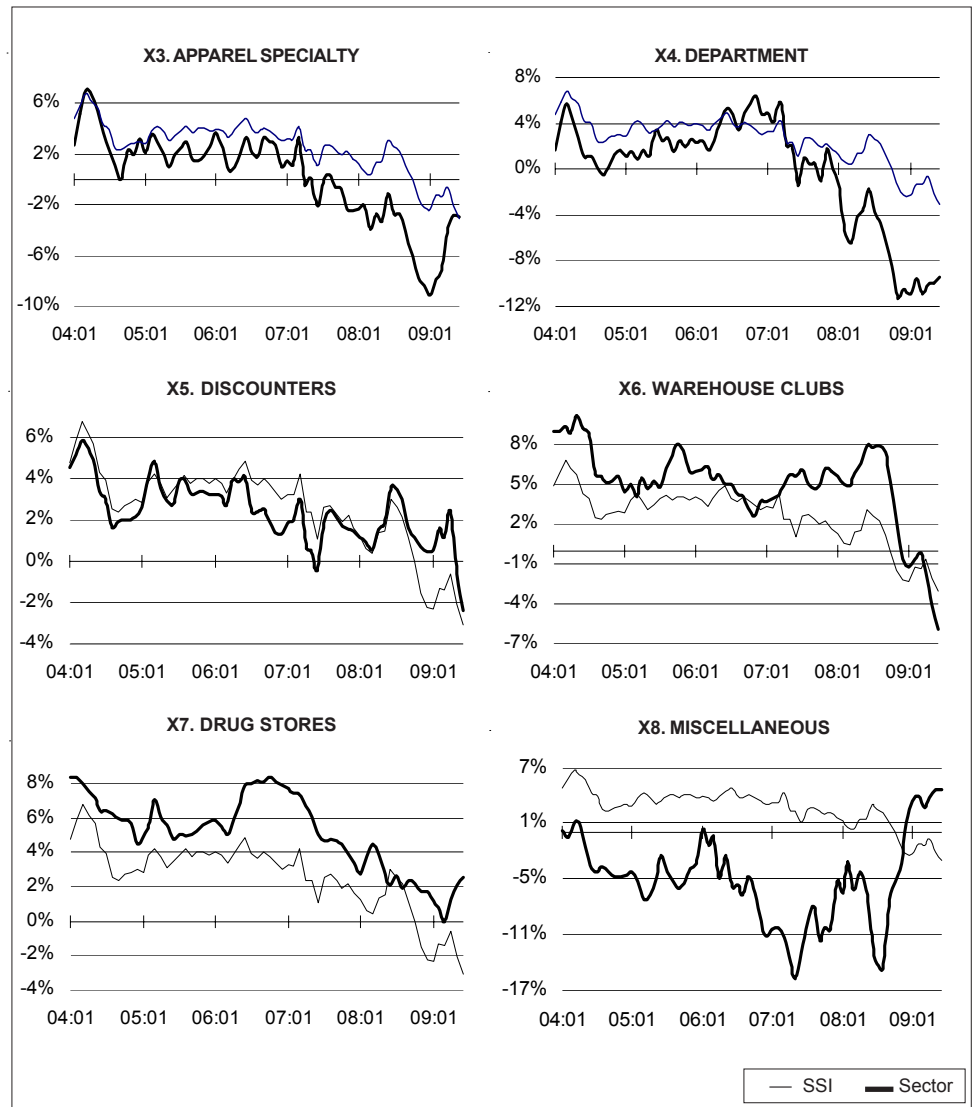 X3. APPAREL SPECIALTY
6%
2%
-2%
-6%
-10%
04:01 05:01 06:01 07:01 08:01 09:01
X4. DEPARTMENT
8%
4%
0%
-4%
-8%
-12%
04:01 05:01 06:01 07:01 08:01 09:01
X5. DISCOUNTERS
6%
4%
2%
0%
-2%
-4%
04:01 05:01 06:01 07:01 08:01 09:01
X6. WAREHOUSE CLUBS
8%
5%
2%
-1%
-4%
-7%
04:01 05:01 06:01 07:01 08:01 09:01
X7. DRUG STORES
8%
6%
4%
2%
0%
-2%
-4%
04:01 05:01 06:01 07:01 08:01 09:01
X8. MISCELLANEOUS
7%
1%
-5%
-11%
-17%
04:01 05:01 06:01 07:01 08:01 09:01
SSI Sector